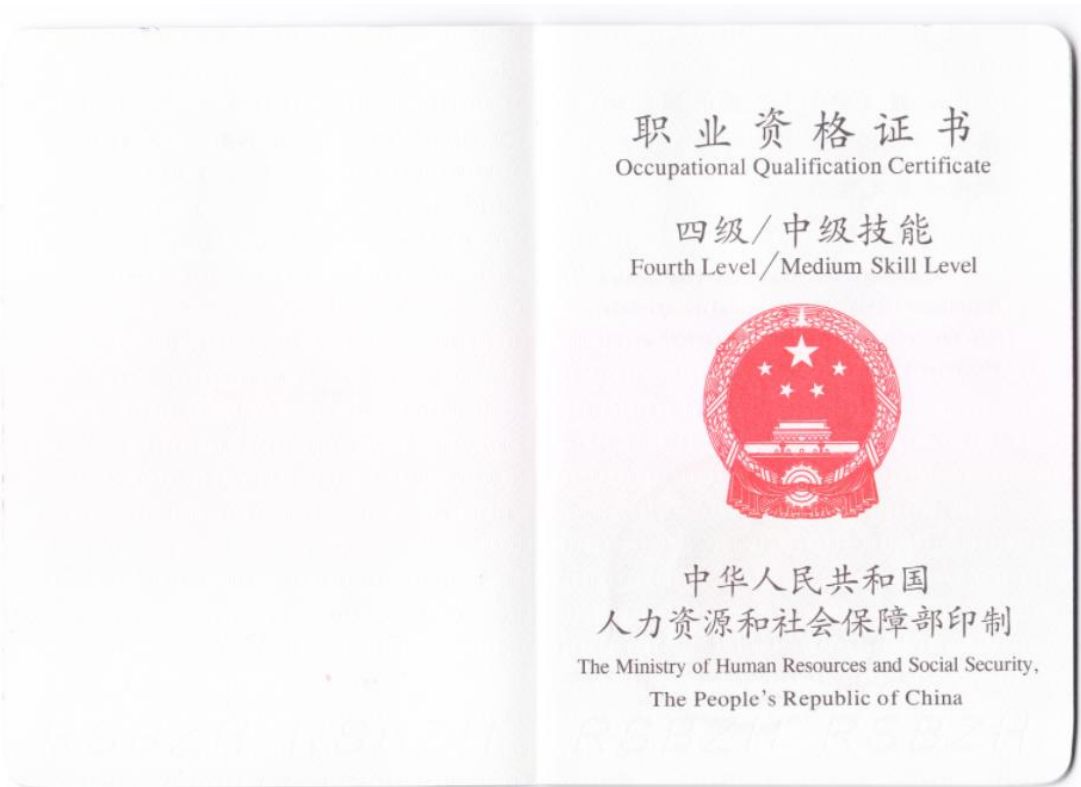 职业资格证书
Occupational Qualification Certificate
四级/中级技能
Fourth Level/Medium Skill Level
中华人民共和国
人力资源和社会保障部印制
The Ministry of Human Resources and Social Security,
The People's Republic of China